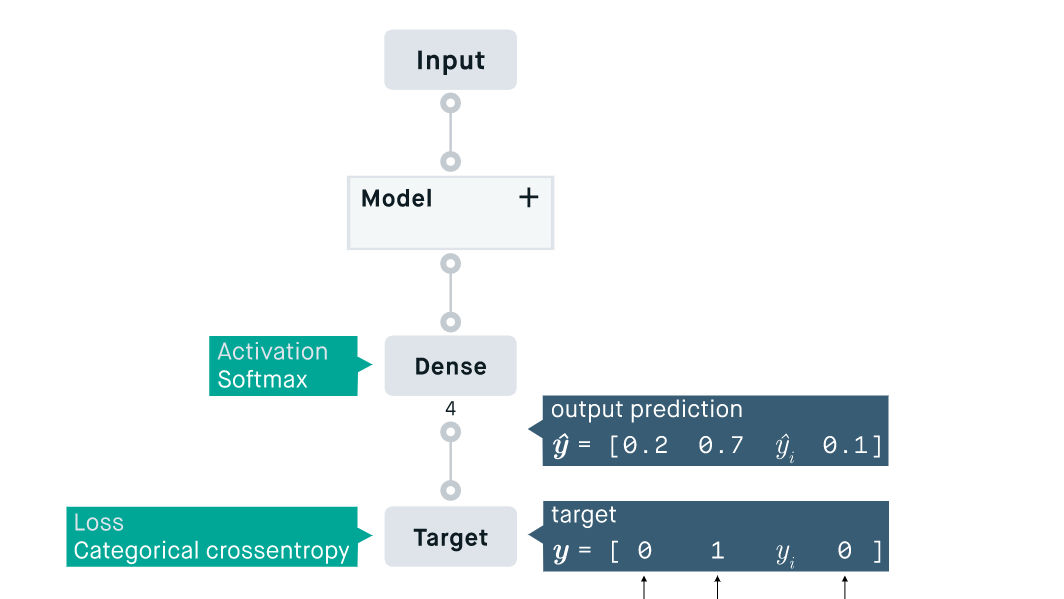 Input
Model +
Activation
Softmax
Dense
4
output prediction
ŷ = [0.2 0.7 ŷᵢ 0.1]
Loss
Categorical crossentropy
Target
target
y = [ 0 1 yᵢ 0 ]